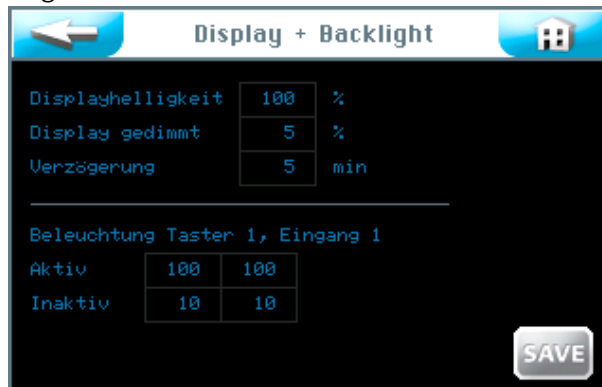 Display + Backlight
Displayhelligkeit 100 %
Display gedimmt 5 %
Verzögerung 5 min
Beleuchtung Taster 1, Eingang 1
Aktiv 100 100
Inaktiv 10 10
SAVE